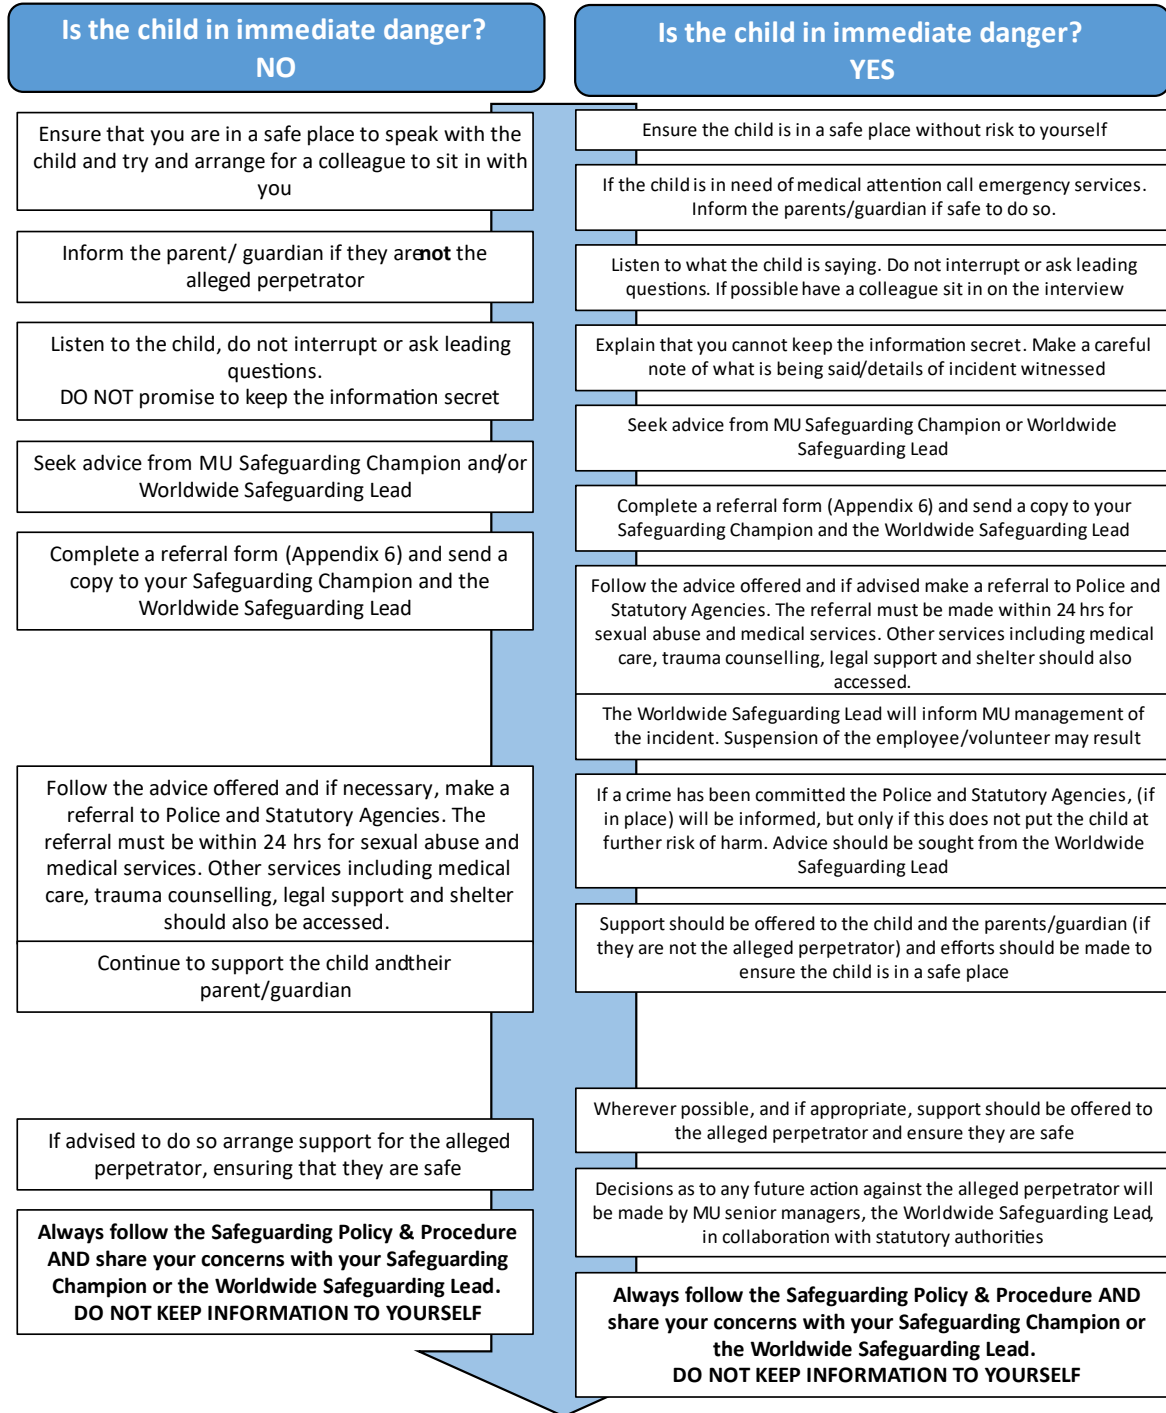 Is the child in immediate danger?
NO
Ensure that you are in a safe place to speak with the
child and try and arrange for a colleague to sit in with
you
Inform the parent/ guardian if they are not the
alleged perpetrator
Listen to the child, do not interrupt or ask leading
questions.
DO NOT promise to keep the information secret
Seek advice from MU Safeguarding Champion and/or
Worldwide Safeguarding Lead
Complete a referral form (Appendix 6) and send a
copy to your Safeguarding Champion and the
Worldwide Safeguarding Lead
Follow the advice offered and if necessary, make a
referral to Police and Statutory Agencies. The
referral must be within 24 hrs for sexual abuse and
medical services. Other services including medical
care, trauma counselling, legal support and shelter
should also be accessed.
Continue to support the child and their
parent/guardian
If advised to do so arrange support for the alleged
perpetrator, ensuring that they are safe
Always follow the Safeguarding Policy & Procedure
AND share your concerns with your Safeguarding
Champion or the Worldwide Safeguarding Lead.
DO NOT KEEP INFORMATION TO YOURSELF
Is the child in immediate danger?
YES
Ensure the child is in a safe place without risk to yourself
If the child is in need of medical attention call emergency services.
Inform the parents/guardian if safe to do so.
Listen to what the child is saying. Do not interrupt or ask leading
questions. If possible have a colleague sit in on the interview
Explain that you cannot keep the information secret. Make a careful
note of what is being said/details of incident witnessed
Seek advice from MU Safeguarding Champion or Worldwide
Safeguarding Lead
Complete a referral form (Appendix 6) and send a copy to your
Safeguarding Champion and the Worldwide Safeguarding Lead
Follow the advice offered and if advised make a referral to Police and
Statutory Agencies. The referral must be made within 24 hrs for
sexual abuse and medical services. Other services including medical
care, trauma counselling, legal support and shelter should also
accessed.
The Worldwide Safeguarding Lead will inform MU management of
the incident. Suspension of the employee/volunteer may result
If a crime has been committed the Police and Statutory Agencies, (if
in place) will be informed, but only if this does not put the child at
further risk of harm. Advice should be sought from the Worldwide
Safeguarding Lead
Support should be offered to the child and the parents/guardian (if
they are not the alleged perpetrator) and efforts should be made to
ensure the child is in a safe place
Wherever possible, and if appropriate, support should be offered to
the alleged perpetrator and ensure they are safe
Decisions as to any future action against the alleged perpetrator will
be made by MU senior managers, the Worldwide Safeguarding Lead,
in collaboration with statutory authorities
Always follow the Safeguarding Policy & Procedure AND
share your concerns with your Safeguarding Champion or
the Worldwide Safeguarding Lead.
DO NOT KEEP INFORMATION TO YOURSELF